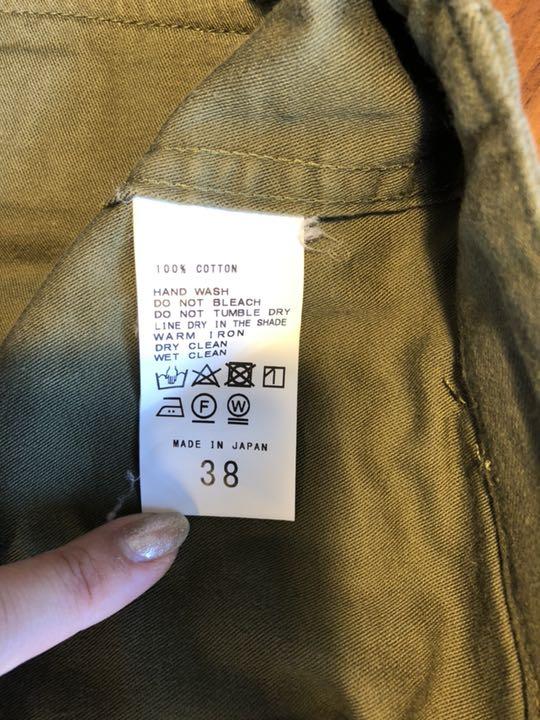 100% COTTON
HAND WASH
DO NOT BLEACH
DO NOT TUMBLE DRY
LINE DRY IN THE SHADE
WARM IRON
DRY CLEAN
WET CLEAN
F W
MADE IN JAPAN
38